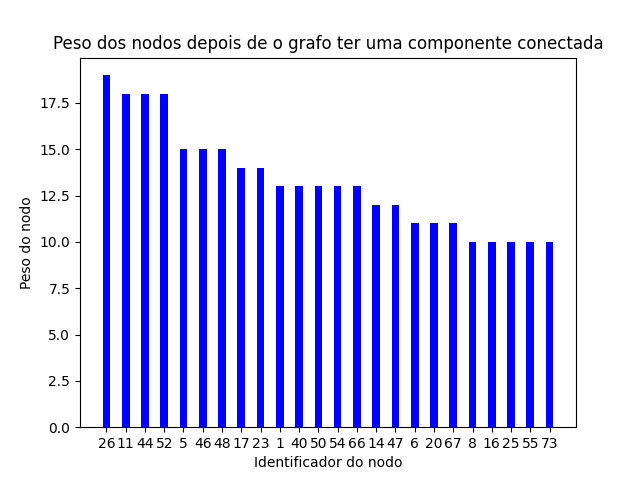 Peso dos nodos depois de o grafo ter uma componente conectada
Peso do nodo
17.5
15.0
12.5
10.0
7.5
5.0
2.5
0.0
26 11 44 52 5 46 48 17 23 1 40 50 54 66 14 47 6 20 67 8 16 25 55 73
Identificador do nodo